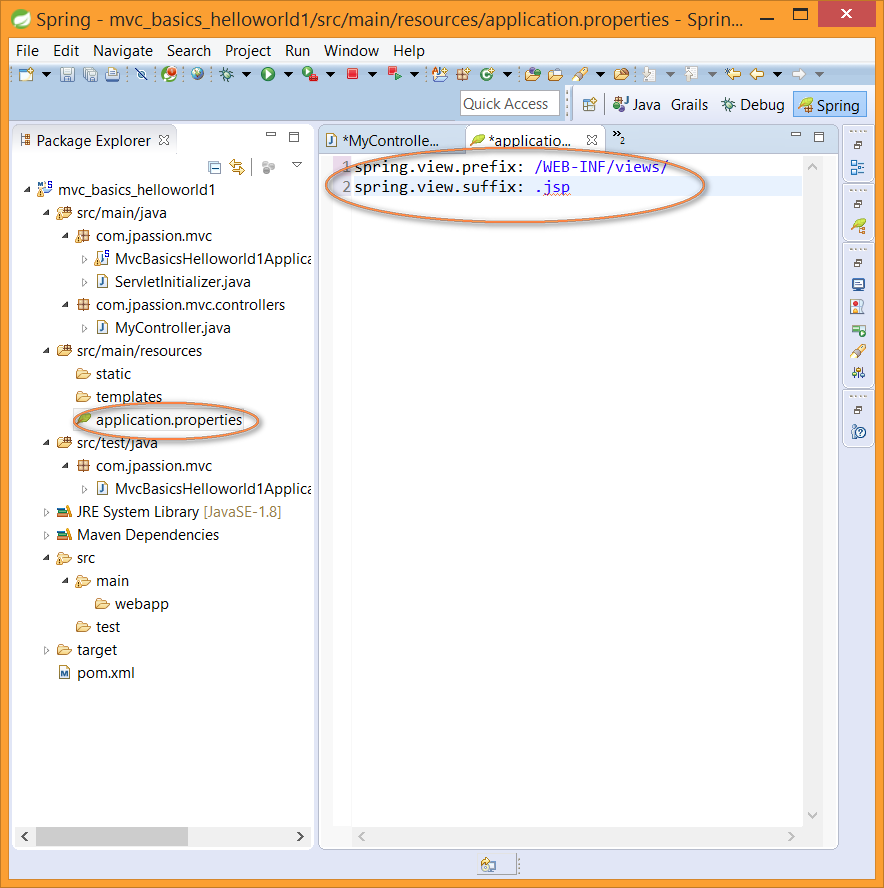 Spring - mvc_basics_helloworld1/src/main/resources/application.properties - Sprin...
File Edit Navigate Search Project Run Window Help
Quick Access
Java Grails Debug Spring
Package Explorer
*MyControlle... *applicatio... »2
1 spring.view.prefix: /WEB-INF/views/
2 spring.view.suffix: .jsp
mvc_basics_helloworld1
src/main/java
com.jpassion.mvc
MvcBasicsHelloworld1Applica
ServletInitializer.java
com.jpassion.mvc.controllers
MyController.java
src/main/resources
static
templates
application.properties
src/test/java
com.jpassion.mvc
MvcBasicsHelloworld1Applica
JRE System Library [JavaSE-1.8]
Maven Dependencies
src
main
webapp
test
target
pom.xml